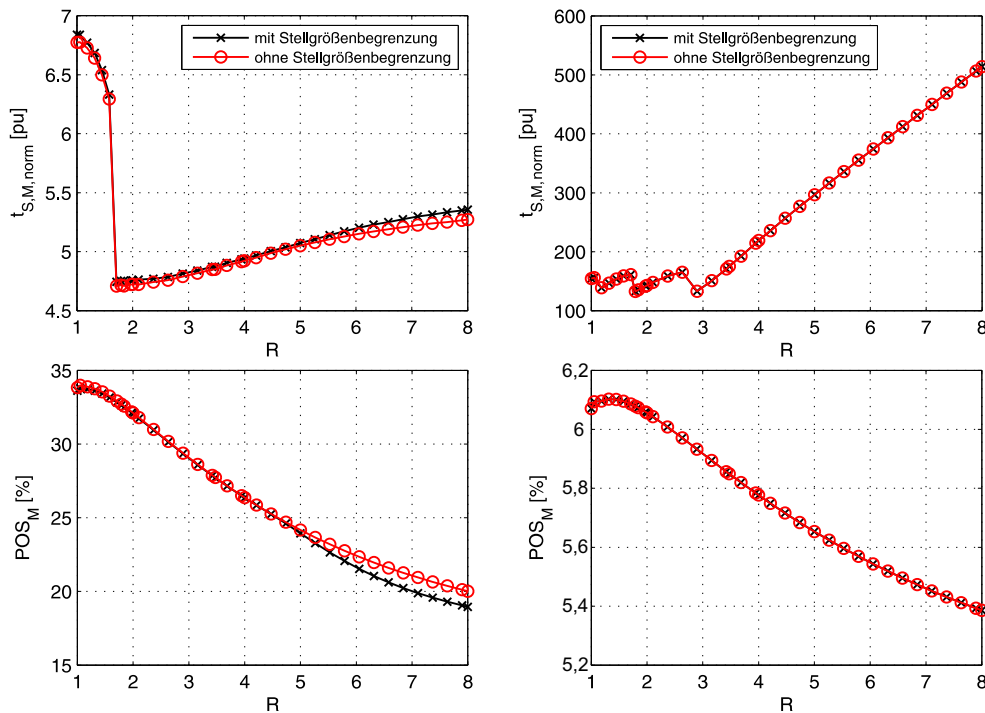 7
6.5
6
5.5
5
4.5
t_S,M,norm [pu]
1 2 3 4 5 6 7 8
R
mit Stellgrößenbegrenzung
ohne Stellgrößenbegrenzung
600
500
400
300
200
100
t_S,M,norm [pu]
1 2 3 4 5 6 7 8
R
mit Stellgrößenbegrenzung
ohne Stellgrößenbegrenzung
35
30
25
20
15
POS_M [%]
1 2 3 4 5 6 7 8
R
6,2
6
5.8
5.6
5.4
5,2
POS_M [%]
1 2 3 4 5 6 7 8
R